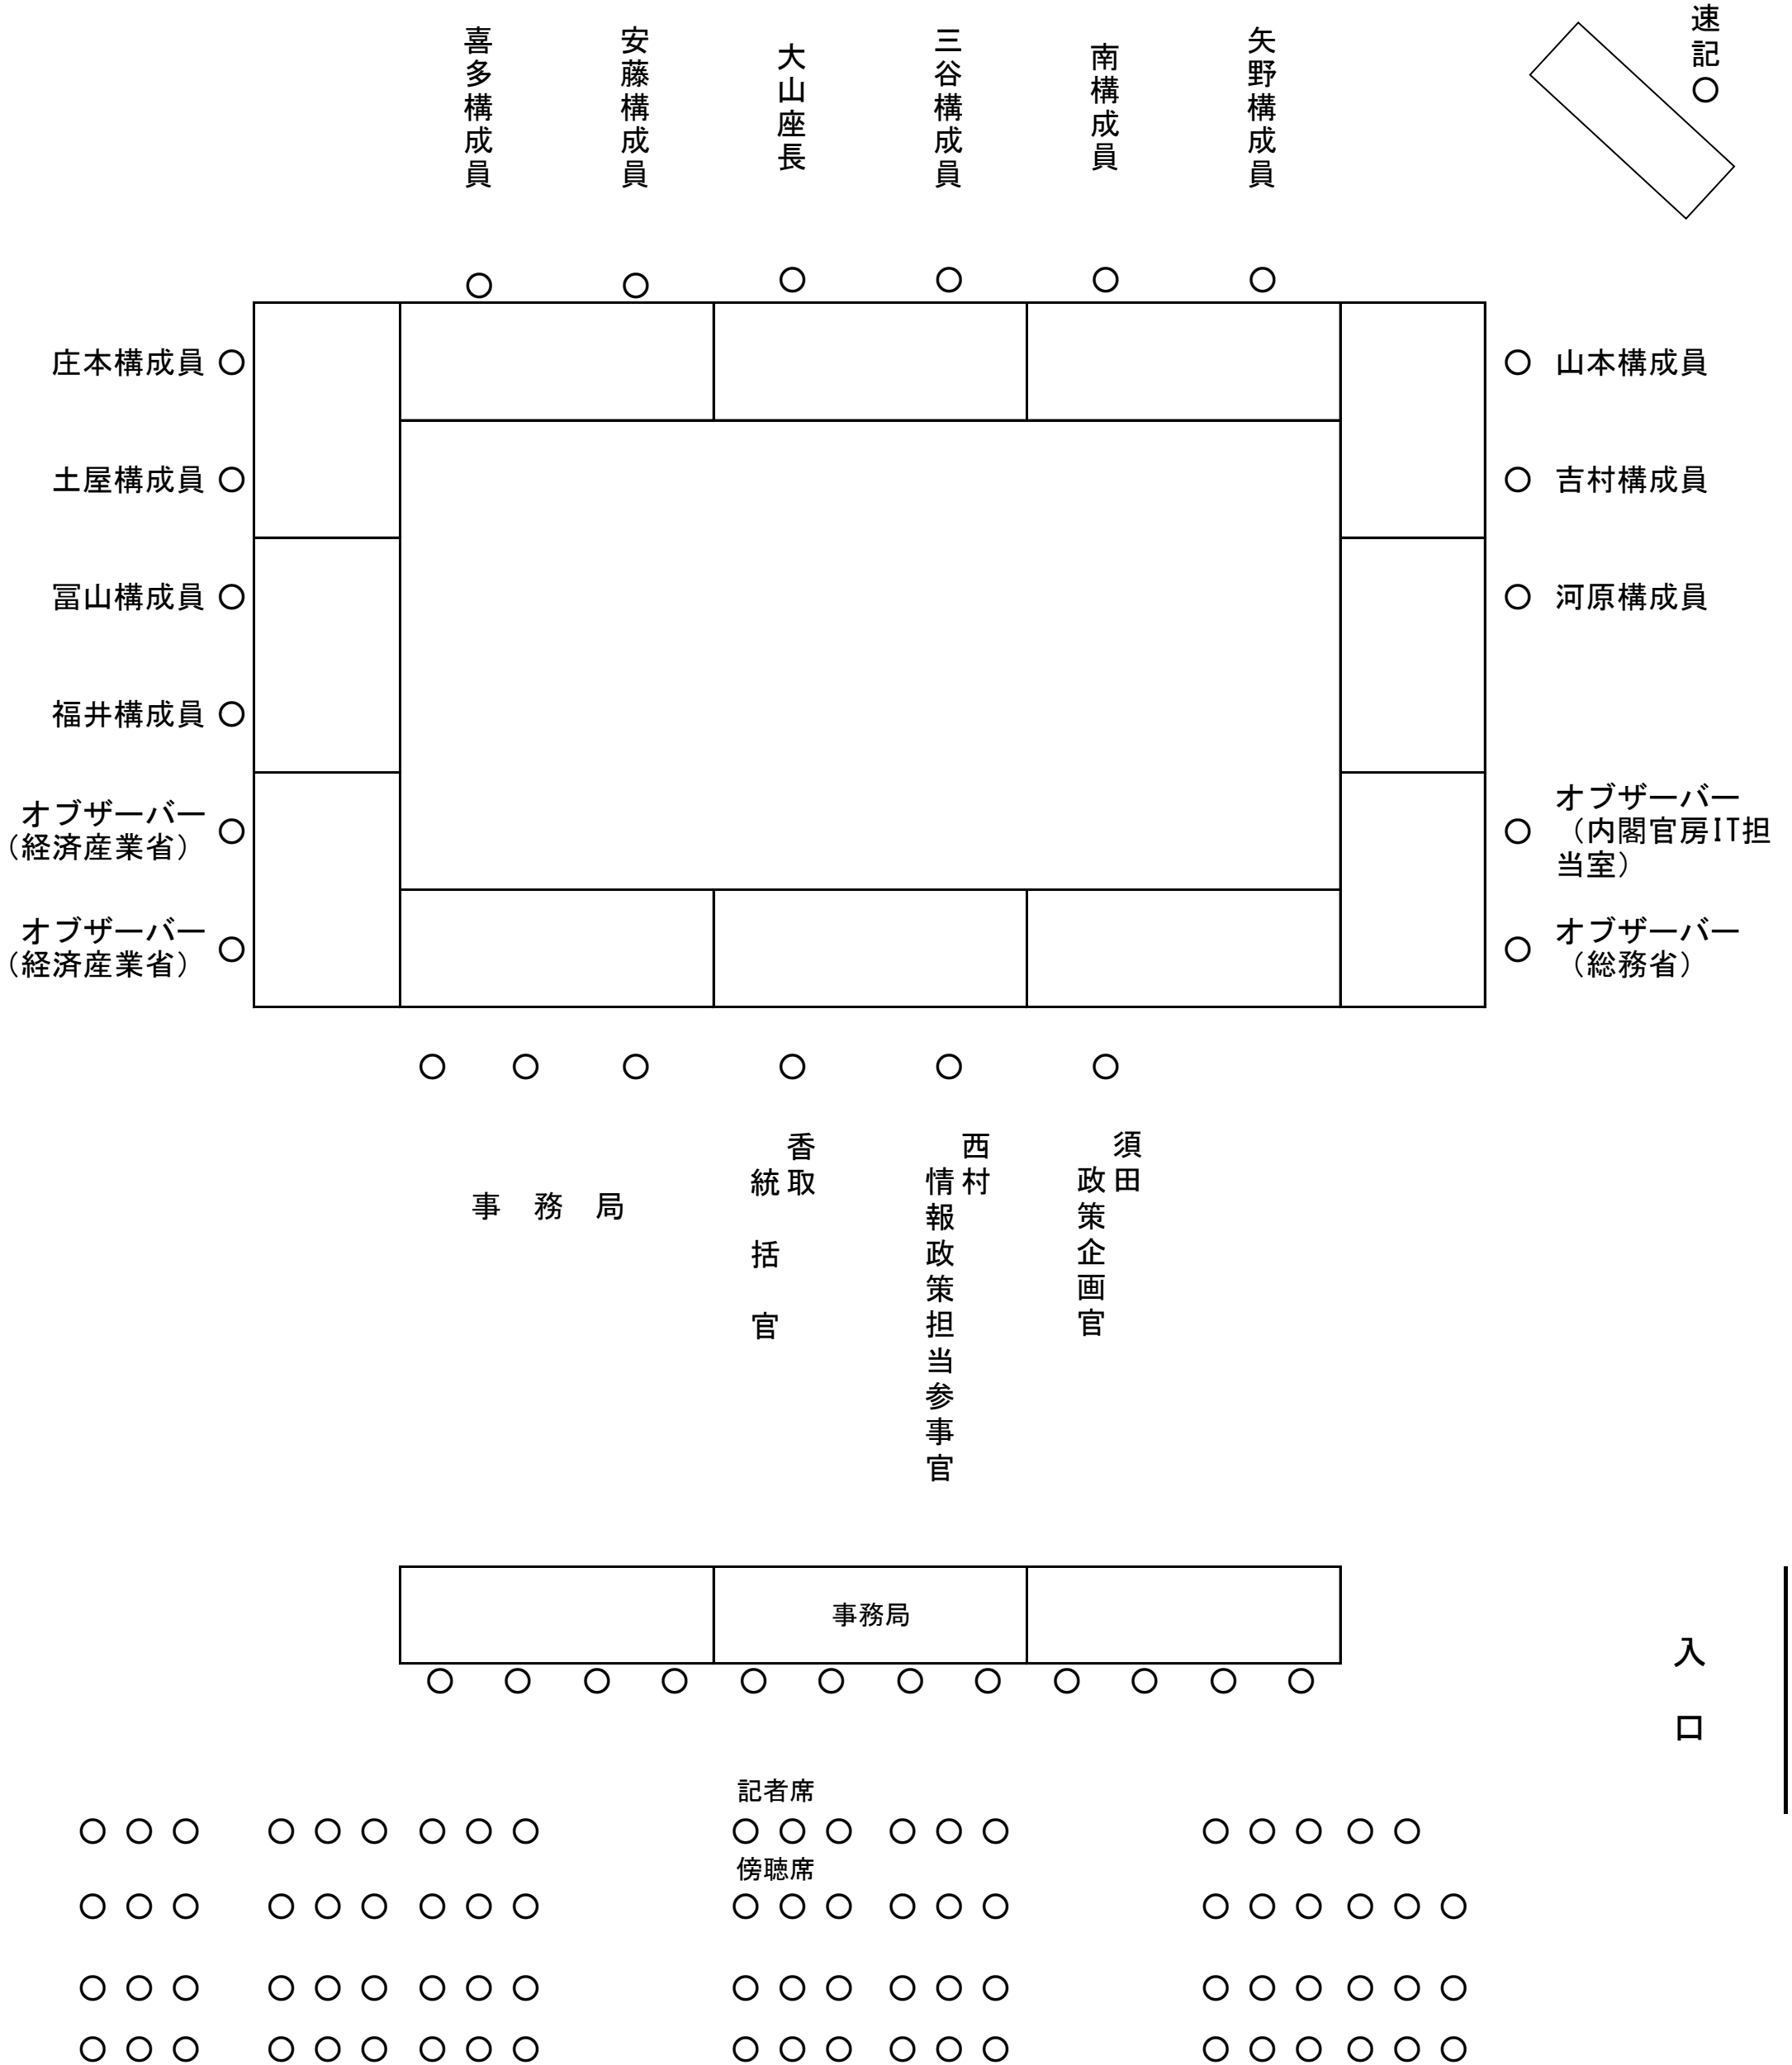 喜多構成員
安藤構成員
大山座長
三谷構成員
南構成員
矢野構成員
速記〇
庄本構成員
土屋構成員
冨山構成員
福井構成員
オブザーバー
（経済産業省）
オブザーバー
（経済産業省）
山本構成員
吉村構成員
河原構成員
オブザーバー
（内閣官房IT担
当室）
オブザーバー
（総務省）
事　務　局
香取
統　括　官
西村
情報政策担当参事官
須田
政策企画官
事務局
入
口
記者席
傍聴席